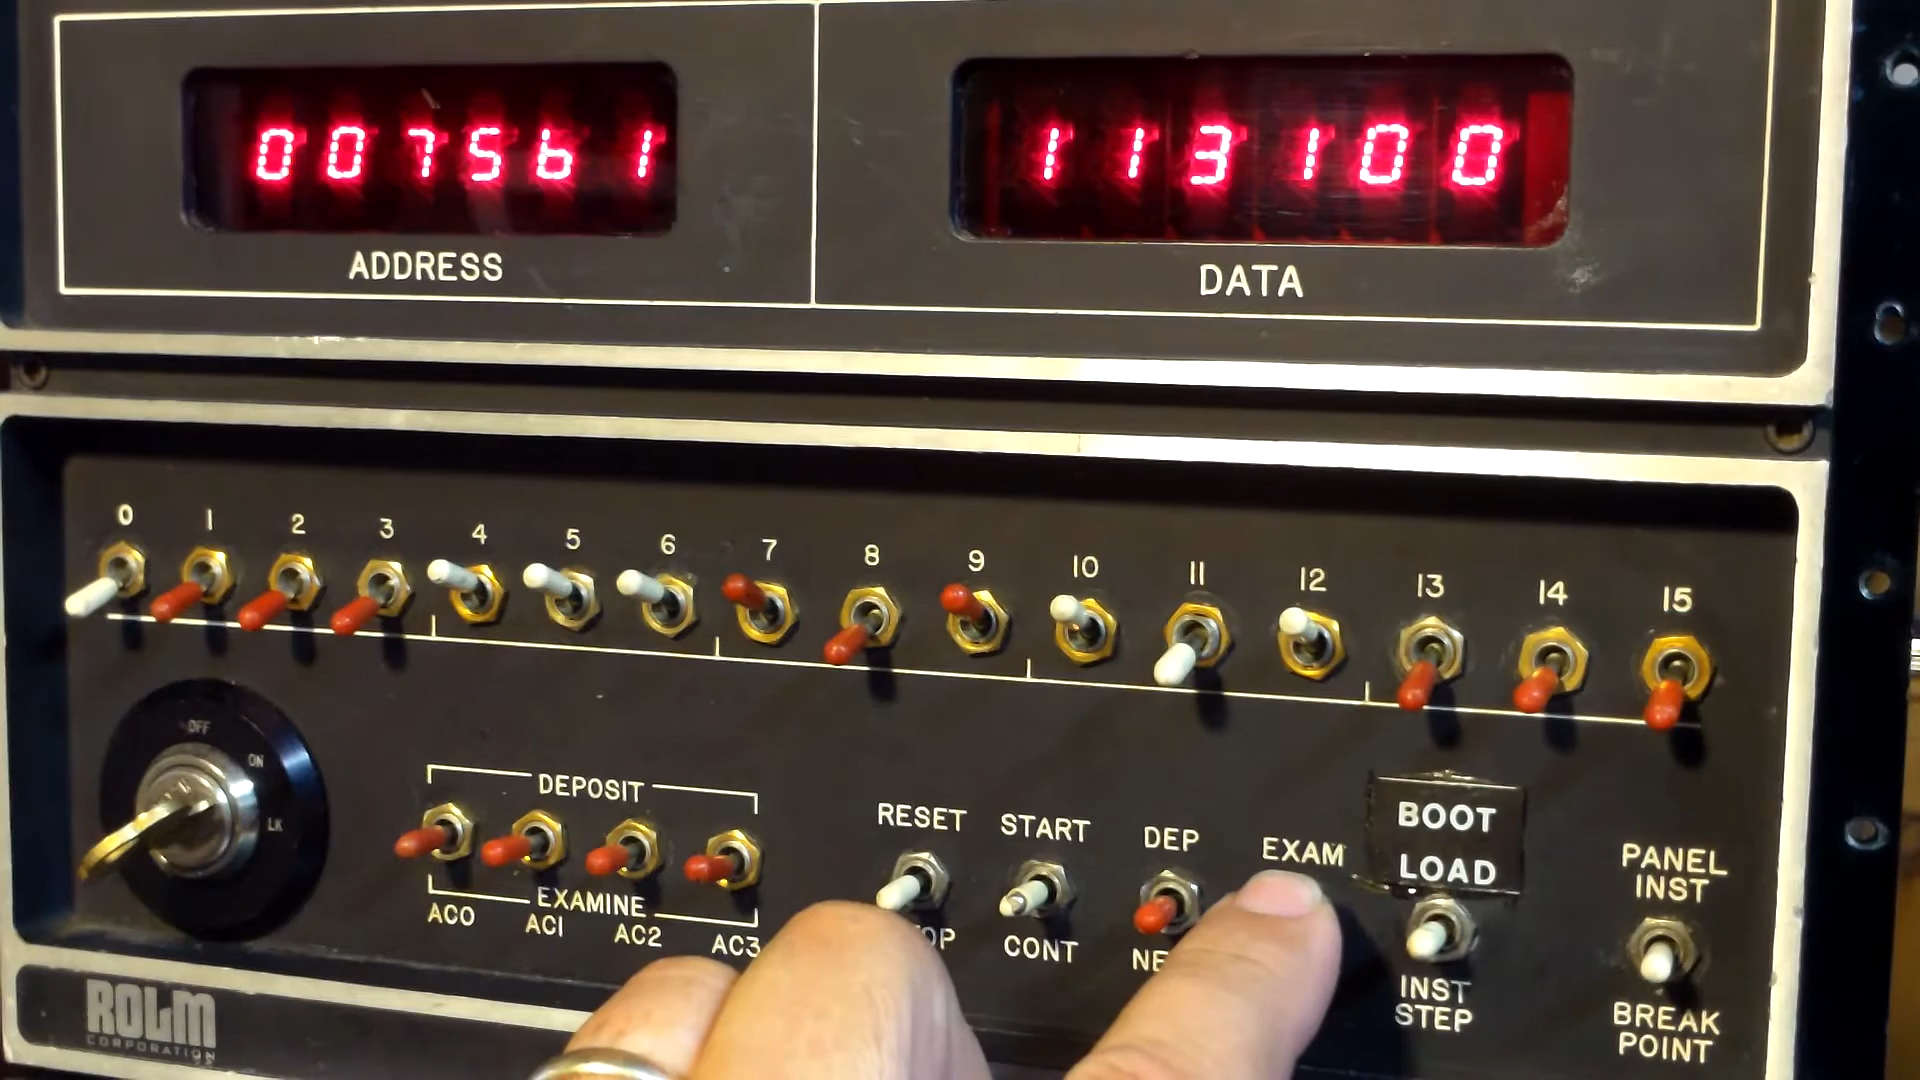 0075b1
113100
ADDRESS
DATA
0 1 2 3 4 5 6 7 8 9 10 11 12 13 14 15
OFF
ON
LK
DEPOSIT
EXAMINE
AC0 AC1 AC2 AC3
RESET
START
CONT
DEP
EXAM
BOOT
LOAD
INST
STEP
PANEL
INST
BREAK
POINT
ROLM
CORPORATION